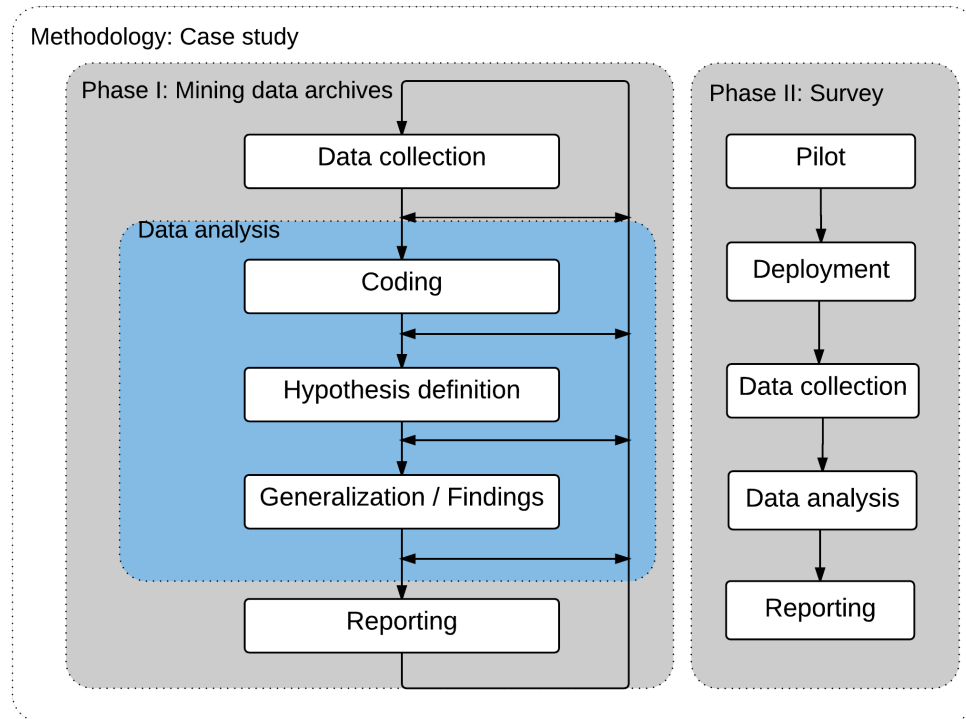 Methodology: Case study
Phase I: Mining data archives
Data collection
Data analysis
Coding
Hypothesis definition
Generalization / Findings
Reporting
Phase II: Survey
Pilot
Deployment
Data collection
Data analysis
Reporting